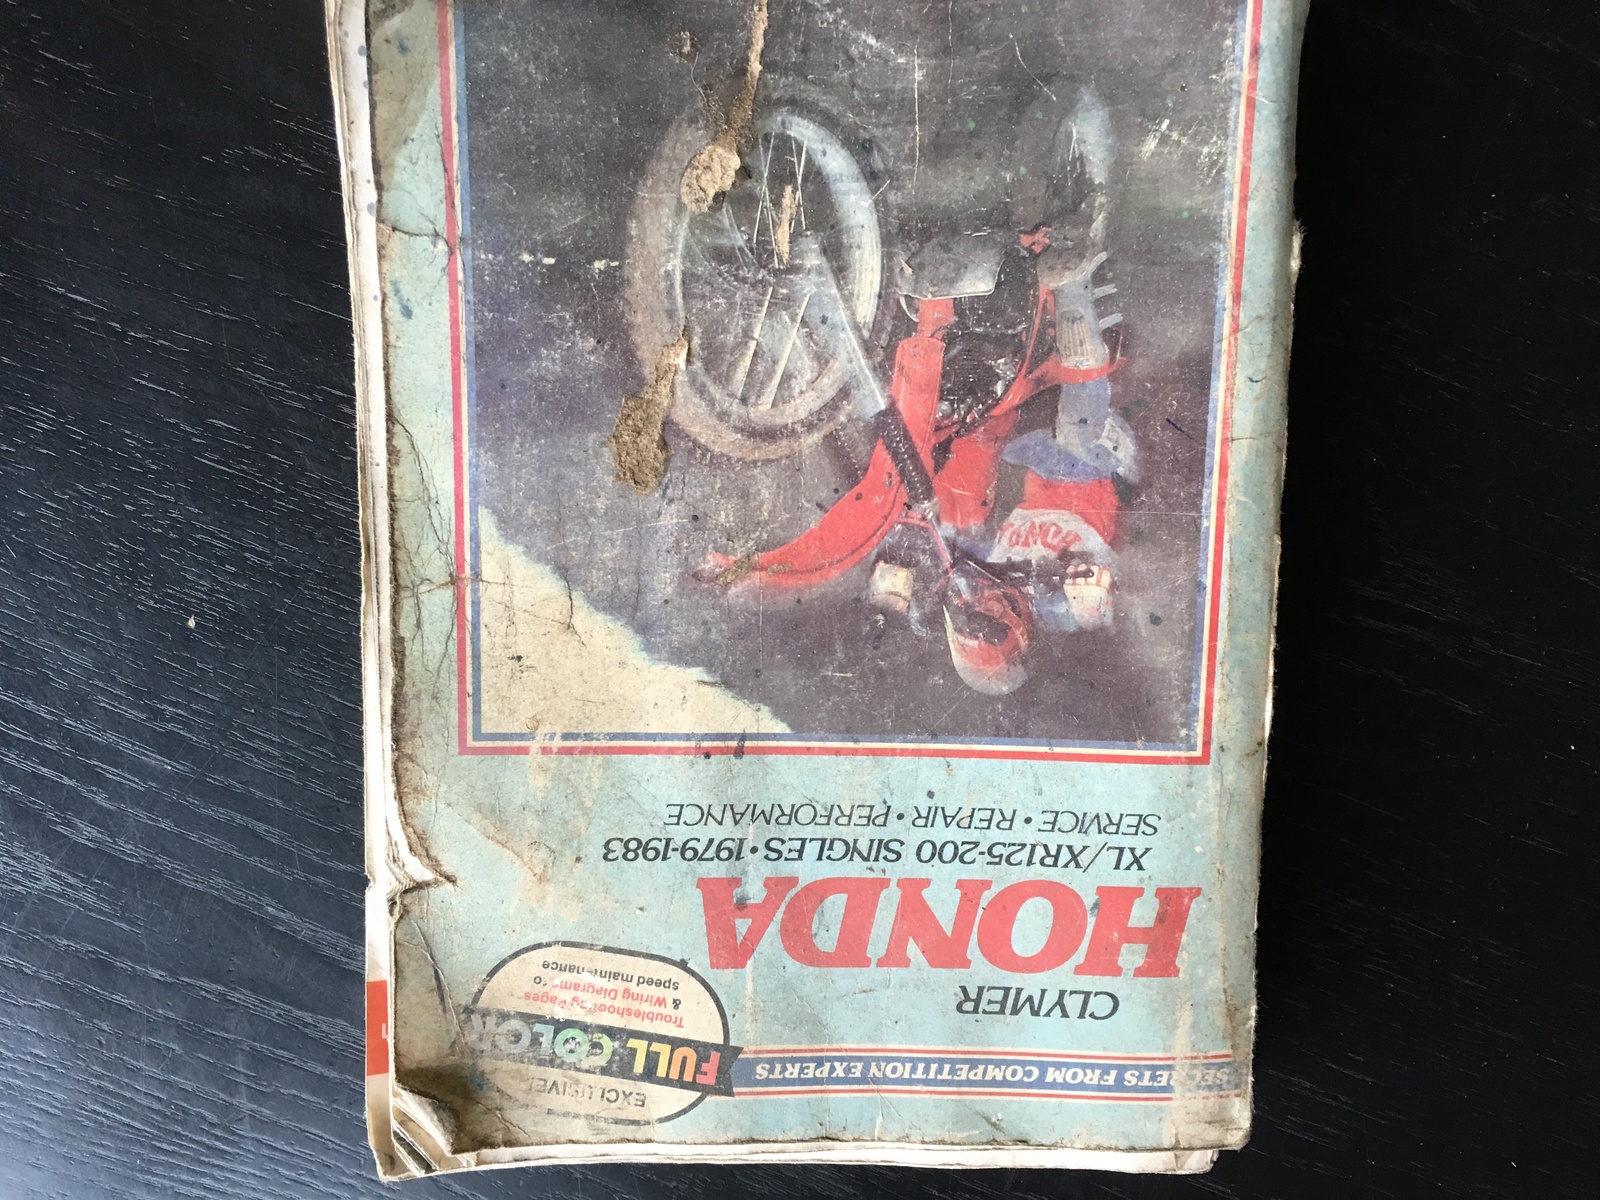 SECRETS FROM COMPETITION EXPERTS
CLYMER
HONDA
XL/XR125-200 SINGLES • 1979-1983
SERVICE • REPAIR • PERFORMANCE
EXCLUSIVE!
FULL COLOR
Troubleshooting Pages
& Wiring Diagrams to
speed maintenance
HONDA